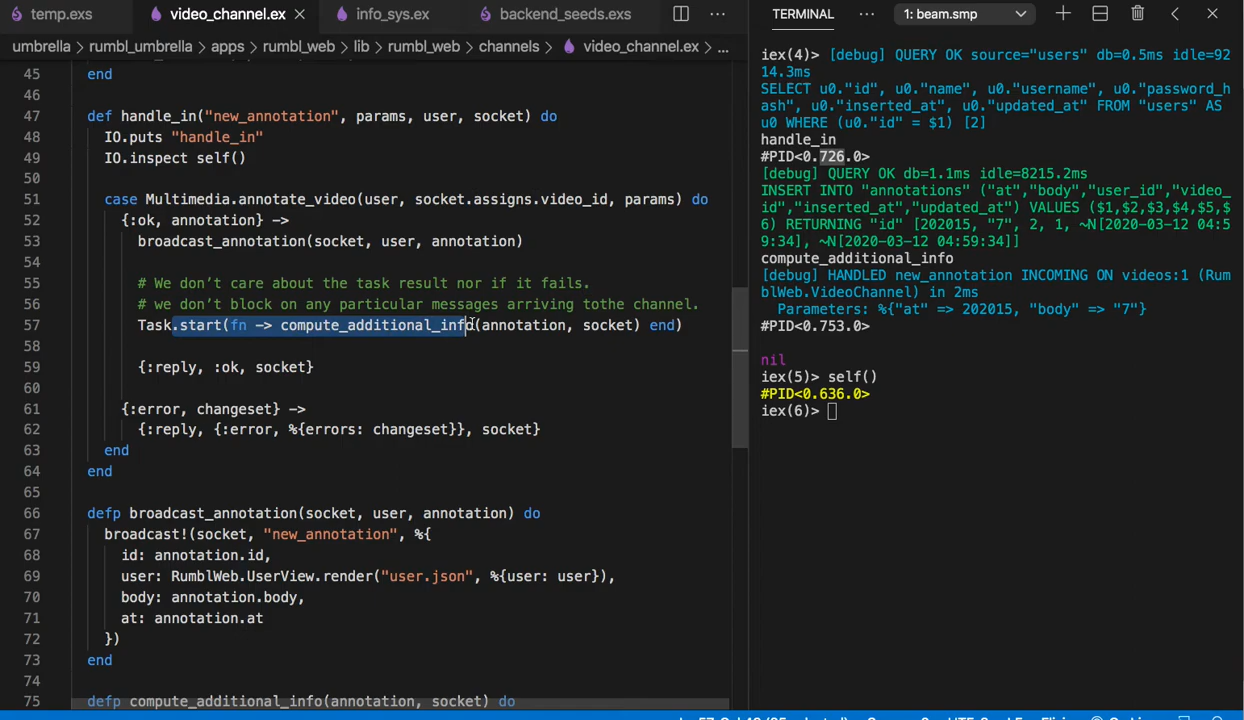 temp.exs video_channel.ex × info_sys.ex backend_seeds.exs ···
umbrella > rumbl_umbrella > apps > rumbl_web > lib > rumbl_web > channels > video_channel.ex > ...
45 end
46
47 def handle_in("new_annotation", params, user, socket) do
48 IO.puts "handle_in"
49 IO.inspect self()
50
51 case Multimedia.annotate_video(user, socket.assigns.video_id, params) do
52 {:ok, annotation} ->
53 broadcast_annotation(socket, user, annotation)
54
55 # We don’t care about the task result nor if it fails.
56 # we don’t block on any particular messages arriving tothe channel.
57 Task.start(fn -> compute_additional_info(annotation, socket) end)
58
59 {:reply, :ok, socket}
60
61 {:error, changeset} ->
62 {:reply, {:error, %{errors: changeset}}, socket}
63 end
64 end
65
66 defp broadcast_annotation(socket, user, annotation) do
67 broadcast!(socket, "new_annotation", %{
68 id: annotation.id,
69 user: RumblWeb.UserView.render("user.json", %{user: user}),
70 body: annotation.body,
71 at: annotation.at
72 })
73 end
74
75 defp compute_additional_info(annotation, socket) do
TERMINAL ··· 1: beam.smp
iex(4)> [debug] QUERY OK source="users" db=0.5ms idle=92
14.3ms
SELECT u0."id", u0."name", u0."username", u0."password_h
ash", u0."inserted_at", u0."updated_at" FROM "users" AS
u0 WHERE (u0."id" = $1) [2]
handle_in
#PID<0.726.0>
[debug] QUERY OK db=1.1ms idle=8215.2ms
INSERT INTO "annotations" ("at","body","user_id","video_
id","inserted_at","updated_at") VALUES ($1,$2,$3,$4,$5,$
6) RETURNING "id" [202015, "7", 2, 1, ~N[2020-03-12 04:5
9:34], ~N[2020-03-12 04:59:34]]
compute_additional_info
[debug] HANDLED new_annotation INCOMING ON videos:1 (Rum
blWeb.VideoChannel) in 2ms
Parameters: %{"at" => 202015, "body" => "7"}
#PID<0.753.0>
nil
iex(5)> self()
#PID<0.636.0>
iex(6)>